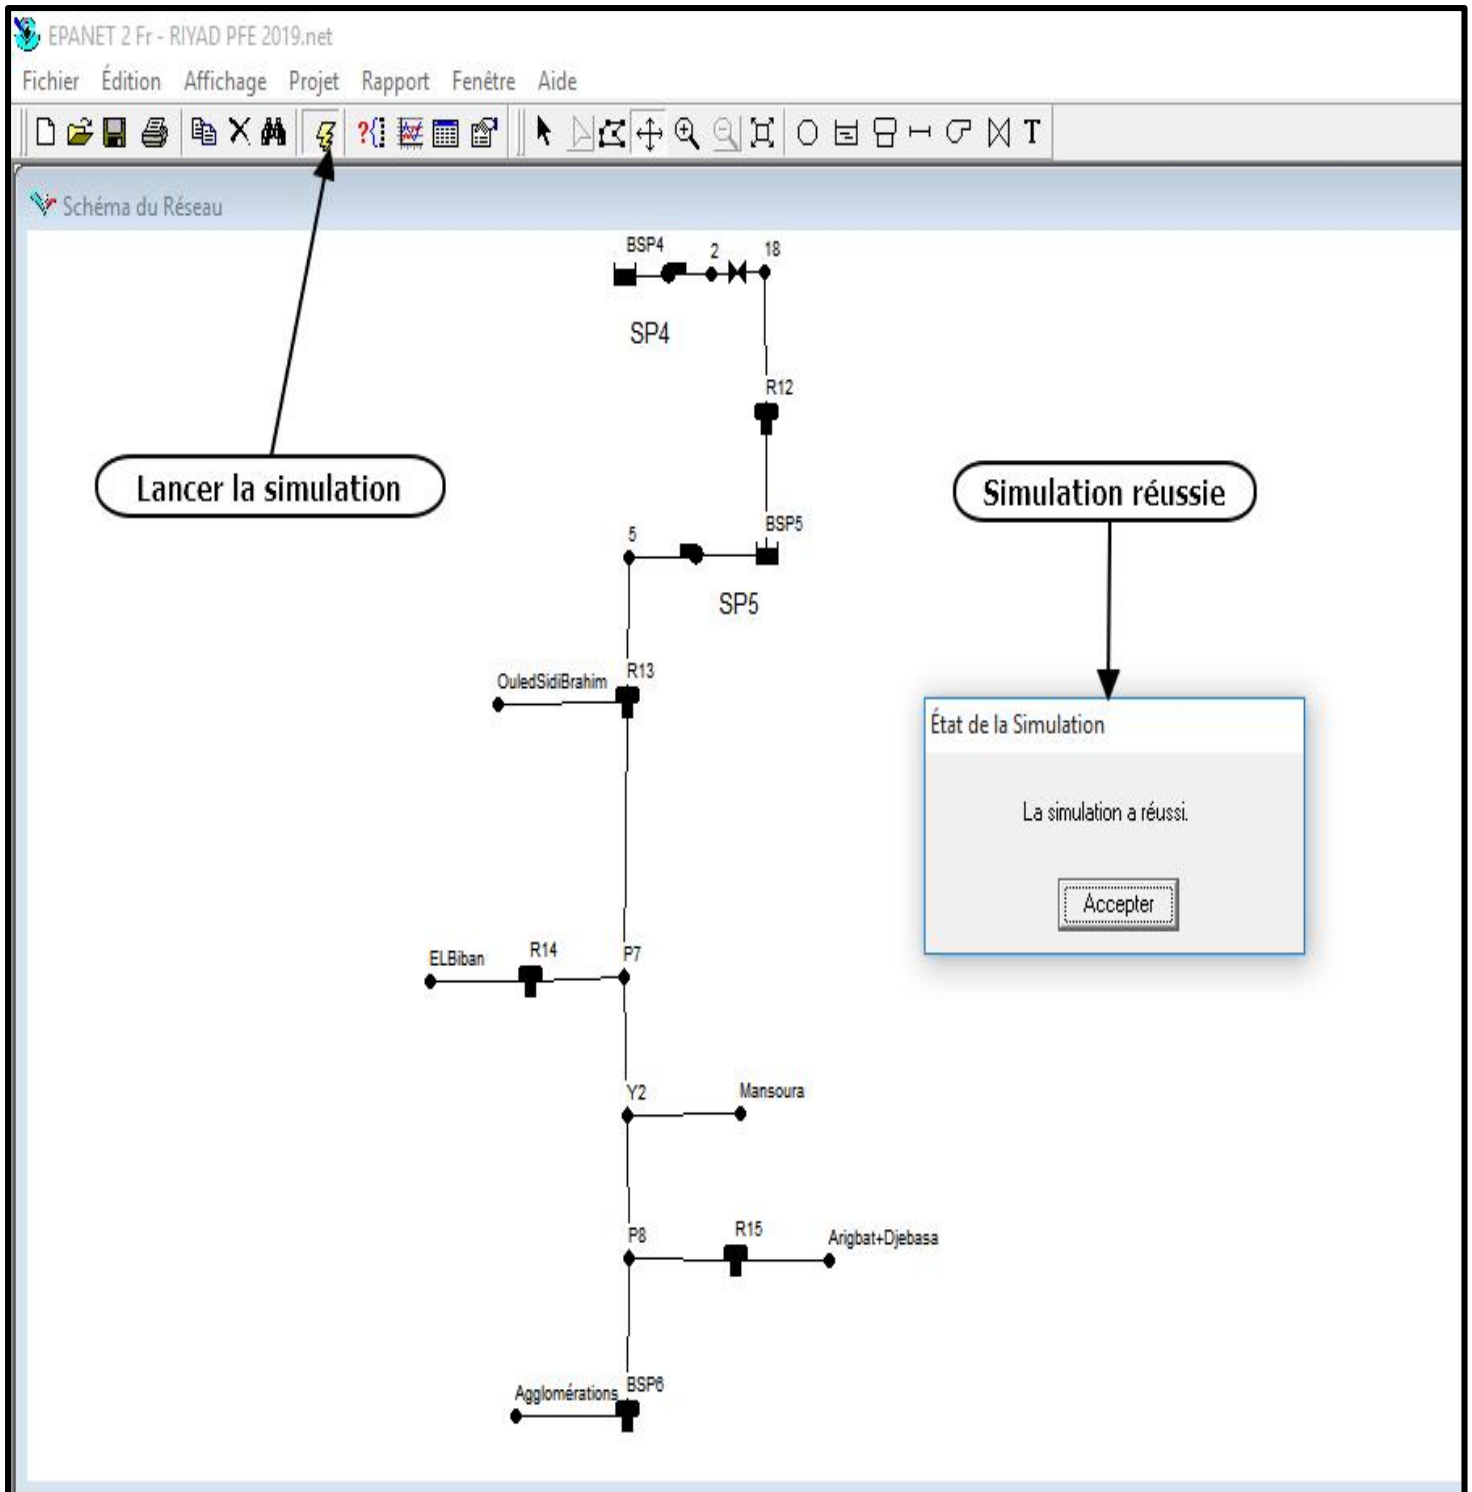 EPANET 2 Fr - RIYAD PFE 2019.net
Fichier Édition Affichage Projet Rapport Fenêtre Aide
T
Schéma du Réseau
BSP4 2 18
SP4
R12
Lancer la simulation
Simulation réussie
BSP5
5
SP5
R13
OuledSidiBrahim
État de la Simulation
La simulation a réussi.
Accepter
R14
P7
ELBiban
Y2
Mansoura
P8
R15
Arigbat+Djebasa
BSP6
Agglomérations